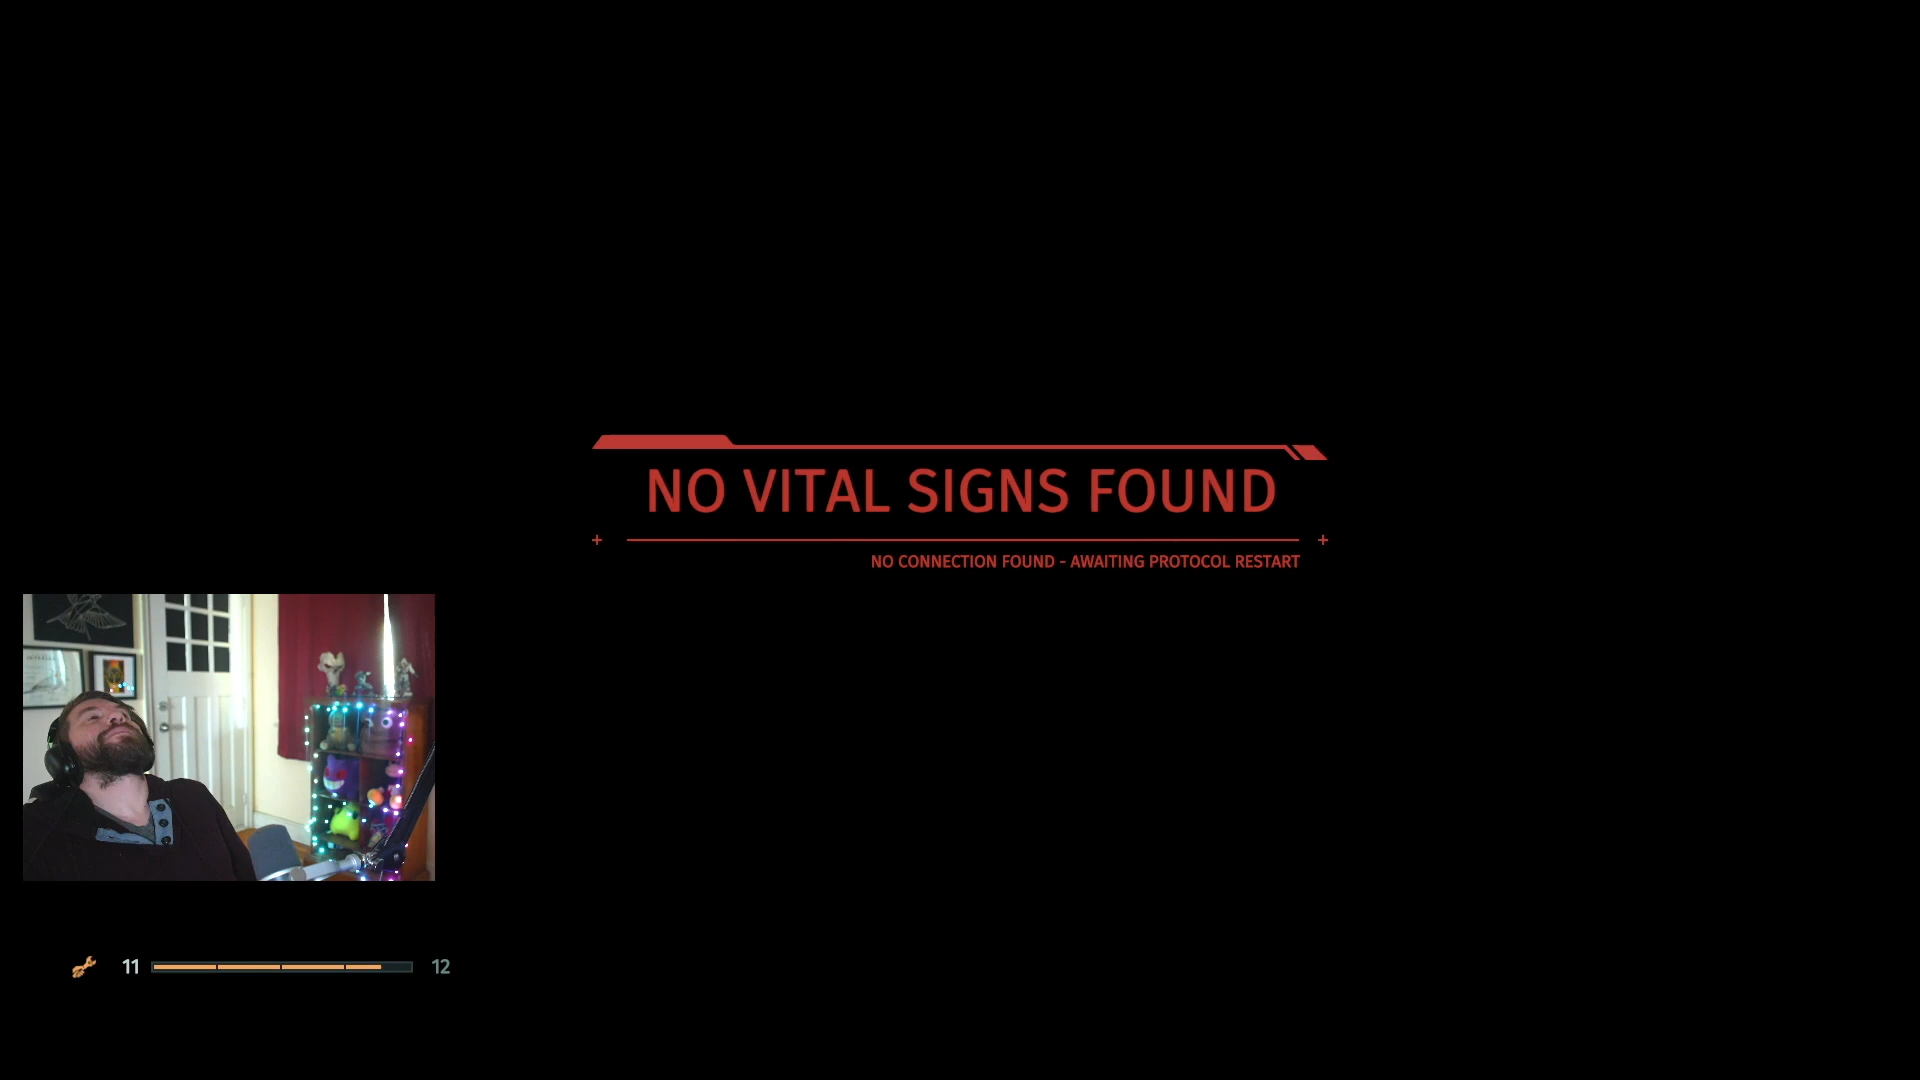 NO VITAL SIGNS FOUND
NO CONNECTION FOUND - AWAITING PROTOCOL RESTART
11 12